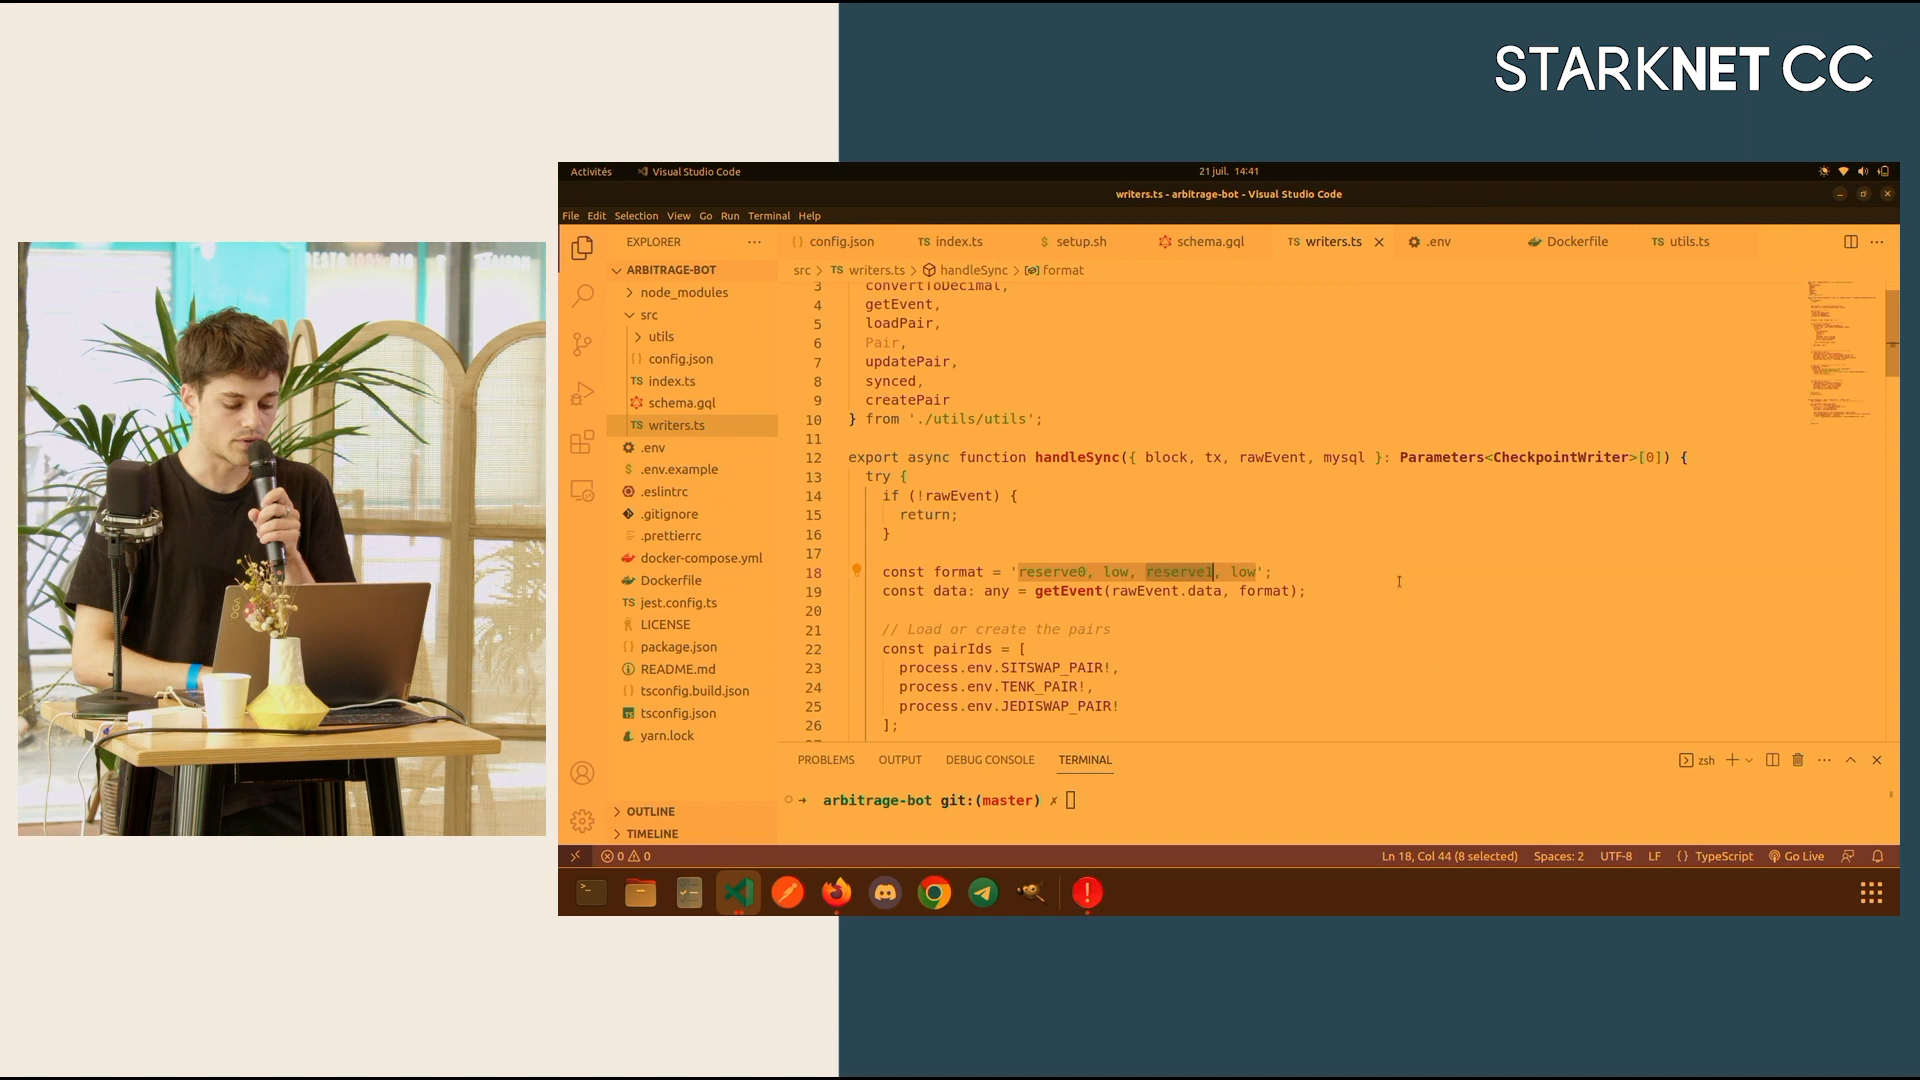 STARKNET CC
Activités
Visual Studio Code
21 juil. 14:41
writers.ts - arbitrage-bot - Visual Studio Code
File Edit Selection View Go Run Terminal Help
EXPLORER
config.json
index.ts
setup.sh
schema.gql
writers.ts
.env
Dockerfile
utils.ts
src > TS writers.ts > handleSync > format
ARBITRAGE-BOT
node_modules
src
utils
config.json
TS index.ts
schema.gql
TS writers.ts
.env
$ .env.example
.eslintrc
.gitignore
.prettierrc
docker-compose.yml
Dockerfile
TS jest.config.ts
LICENSE
package.json
README.md
tsconfig.build.json
tsconfig.json
yarn.lock
OUTLINE
TIMELINE
3 convertToDecimal,
4 getEvent,
5 loadPair,
6 Pair,
7 updatePair,
8 synced,
9 createPair
10 } from './utils/utils';
11
12 export async function handleSync({ block, tx, rawEvent, mysql }: Parameters<CheckpointWriter>[0]) {
13 try {
14 if (!rawEvent) {
15 return;
16 }
17
18 const format = 'reserve0, low, reserve1, low';
19 const data: any = getEvent(rawEvent.data, format);
20
21 // Load or create the pairs
22 const pairIds = [
23 process.env.SITSWAP_PAIR!,
24 process.env.TENK_PAIR!,
25 process.env.JEDISWAP_PAIR!
26 ];
PROBLEMS OUTPUT DEBUG CONSOLE TERMINAL
zsh
→ arbitrage-bot git:(master) ✗
0 0
Ln 18, Col 44 (8 selected) Spaces: 2 UTF-8 LF {} TypeScript Go Live